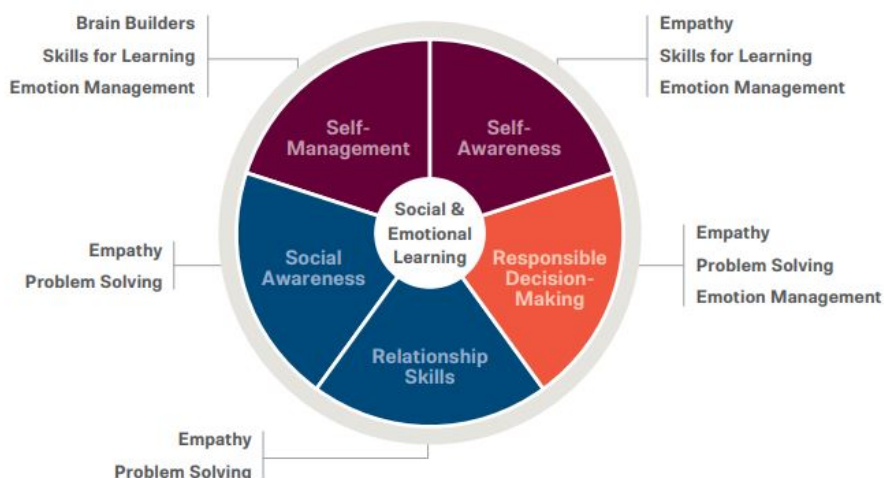 Brain Builders
Skills for Learning
Emotion Management
Empathy
Skills for Learning
Emotion Management
Self-
Management
Self-
Awareness
Social &
Emotional
Learning
Social
Awareness
Responsible
Decision-
Making
Relationship
Skills
Empathy
Problem Solving
Empathy
Problem Solving
Emotion Management
Empathy
Problem Solving